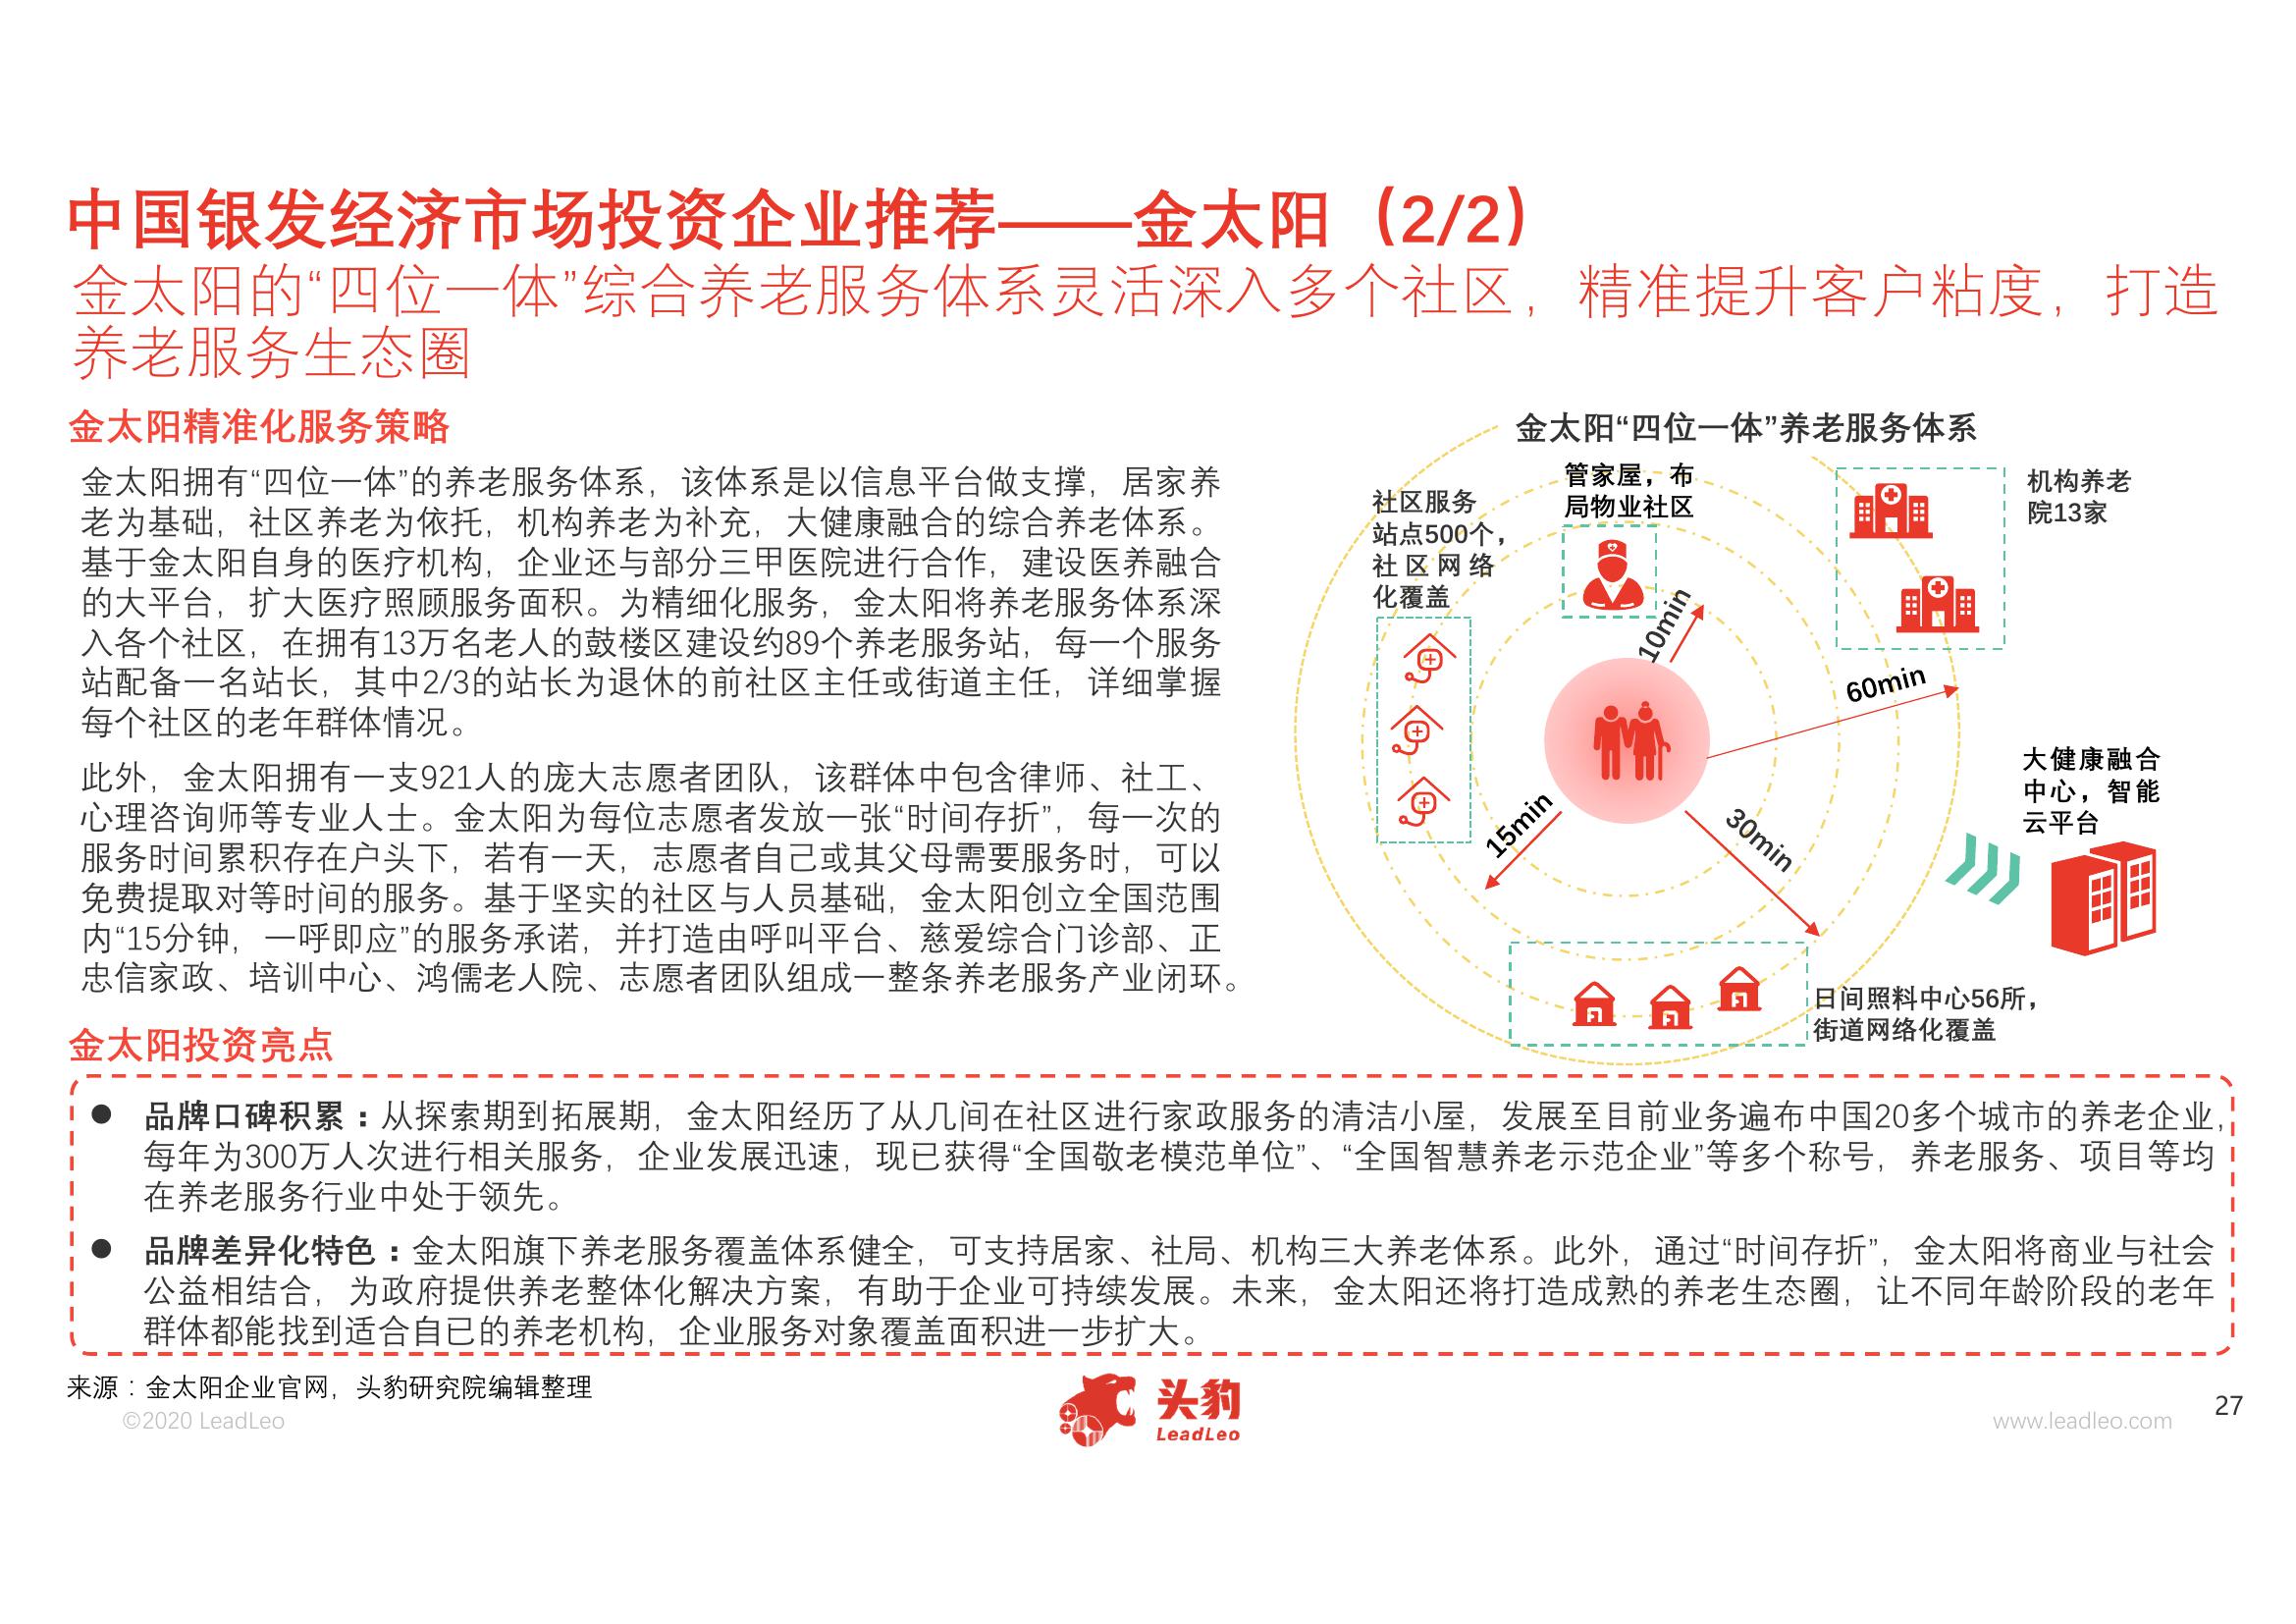 中国银发经济市场投资企业推荐——金太阳（2/2）
金太阳的“四位一体”综合养老服务体系灵活深入多个社区，精准提升客户粘度，打造
养老服务生态圈
金太阳精准化服务策略
金太阳拥有“四位一体”的养老服务体系，该体系是以信息平台做支撑，居家养
老为基础，社区养老为依托，机构养老为补充，大健康融合的综合养老体系。
基于金太阳自身的医疗机构，企业还与部分三甲医院进行合作，建设医养融合
的大平台，扩大医疗照顾服务面积。为精细化服务，金太阳将养老服务体系深
入各个社区，在拥有13万名老人的鼓楼区建设约89个养老服务站，每一个服务
站配备一名站长，其中2/3的站长为退休的前社区主任或街道主任，详细掌握
每个社区的老年群体情况。
此外，金太阳拥有一支921人的庞大志愿者团队，该群体中包含律师、社工、
心理咨询师等专业人士。金太阳为每位志愿者发放一张“时间存折”，每一次的
服务时间累积存在户头下，若有一天，志愿者自己或其父母需要服务时，可以
免费提取对等时间的服务。基于坚实的社区与人员基础，金太阳创立全国范围
内“15分钟，一呼即应”的服务承诺，并打造由呼叫平台、慈爱综合门诊部、正
忠信家政、培训中心、鸿儒老人院、志愿者团队组成一整条养老服务产业闭环。
金太阳“四位一体”养老服务体系
管家屋，布
局物业社区
社区服务
站点500个，
社区网络
化覆盖
机构养老
院13家
10min
60min
15min
30min
大健康融合
中心，智能
云平台
日间照料中心56所，
街道网络化覆盖
金太阳投资亮点
● 品牌口碑积累：从探索期到拓展期，金太阳经历了从几间在社区进行家政服务的清洁小屋，发展至目前业务遍布中国20多个城市的养老企业，
每年为300万人次进行相关服务，企业发展迅速，现已获得“全国敬老模范单位”、“全国智慧养老示范企业”等多个称号，养老服务、项目等均
在养老服务行业中处于领先。
● 品牌差异化特色：金太阳旗下养老服务覆盖体系健全，可支持居家、社局、机构三大养老体系。此外，通过“时间存折”，金太阳将商业与社会
公益相结合，为政府提供养老整体化解决方案，有助于企业可持续发展。未来，金太阳还将打造成熟的养老生态圈，让不同年龄阶段的老年
群体都能找到适合自已的养老机构，企业服务对象覆盖面积进一步扩大。
来源：金太阳企业官网，头豹研究院编辑整理
©2020 LeadLeo
头豹
LeadLeo
www.leadleo.com
27